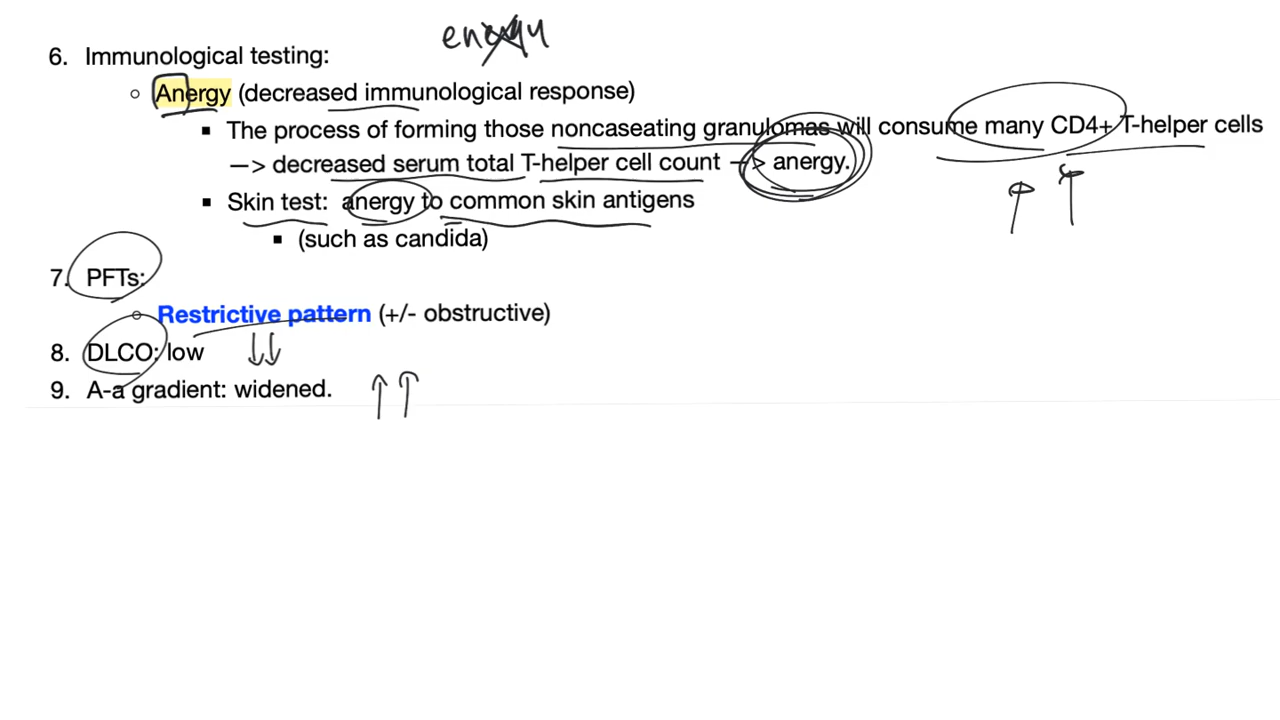 energy
6. Immunological testing:
○ Anergy (decreased immunological response)
▪ The process of forming those noncaseating granulomas will consume many CD4+ T-helper cells
—> decreased serum total T-helper cell count —> anergy.
▪ Skin test: anergy to common skin antigens
▪ (such as candida)
7. PFTs:
○ Restrictive pattern (+/- obstructive)
8. DLCO: low ↓↓
9. A-a gradient: widened. ↑↑